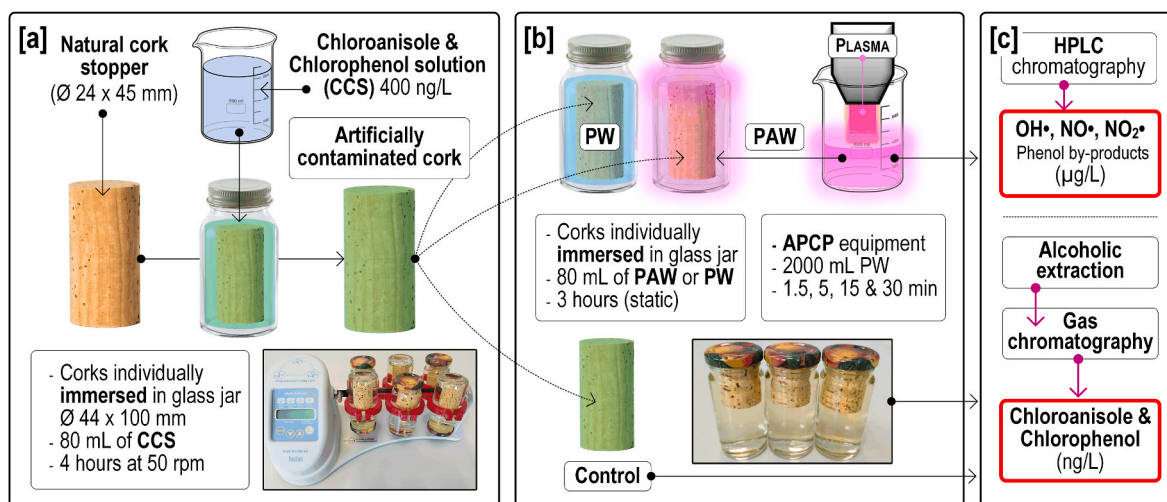 [a]
Natural cork
stopper
(Ø 24 x 45 mm)
Chloroanisole &
Chlorophenol solution
(CCS) 400 ng/L
Artificially
contaminated cork
- Corks individually
immersed in glass jar
Ø 44 x 100 mm
- 80 mL of CCS
- 4 hours at 50 rpm
[b]
PW
PAW
PLASMA
- Corks individually
immersed in glass jar
- 80 mL of PAW or PW
- 3 hours (static)
- APCP equipment
- 2000 mL PW
- 1.5, 5, 15 & 30 min
Control
[c]
HPLC
chromatography
OH•, NO•, NO₂•
Phenol by-products
(µg/L)
Alcoholic
extraction
Gas
chromatography
Chloroanisole &
Chlorophenol
(ng/L)